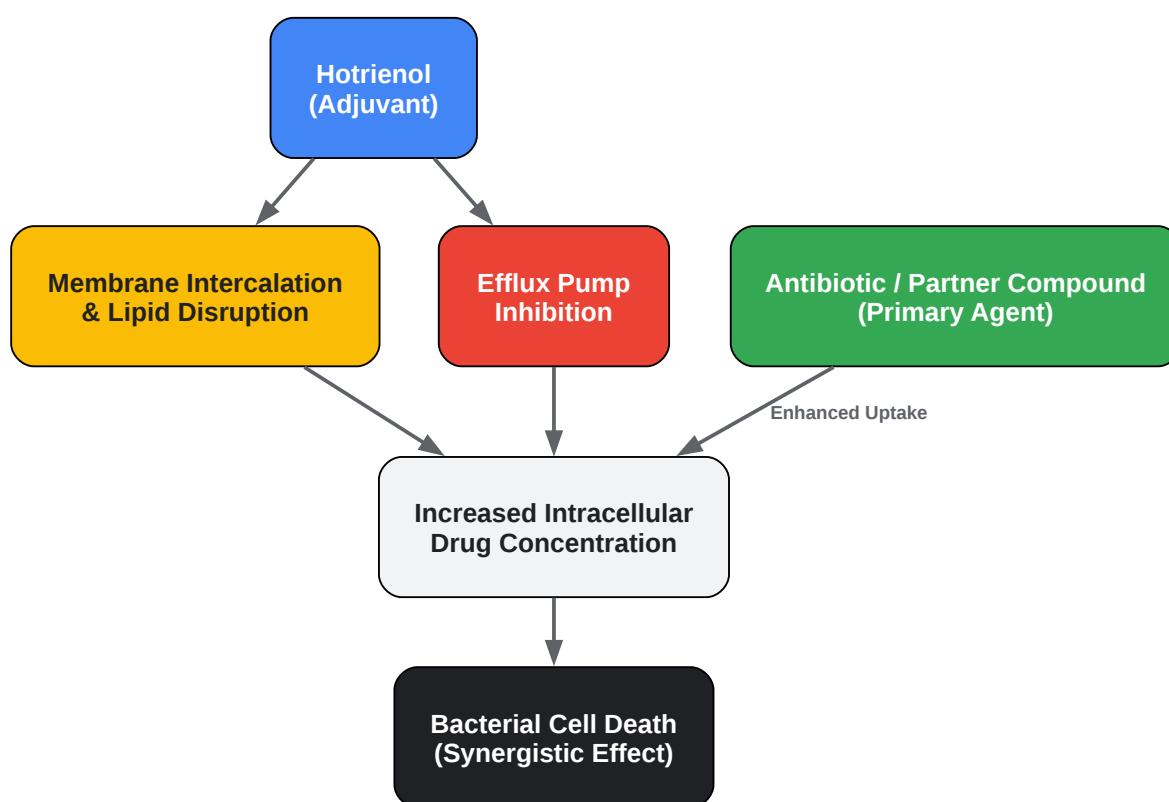 Hotrienol
(Adjuvant)
Membrane Intercalation
& Lipid Disruption
Efflux Pump
Inhibition
Antibiotic / Partner Compound
(Primary Agent)
Enhanced Uptake
Increased Intracellular
Drug Concentration
Bacterial Cell Death
(Synergistic Effect)